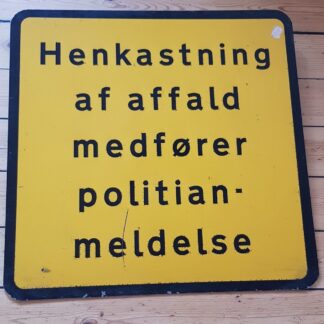 Henkastning
af affald
medfører
politian-
meldelse